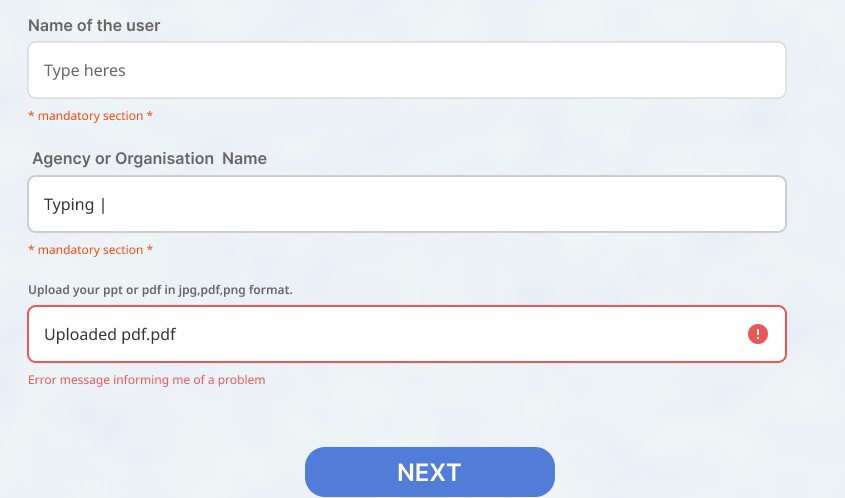 Name of the user
Type heres
* mandatory section *
Agency or Organisation Name
Typing |
* mandatory section *
Upload your ppt or pdf in jpg,pdf,png format.
Uploaded pdf.pdf
!
Error message informing me of a problem
NEXT